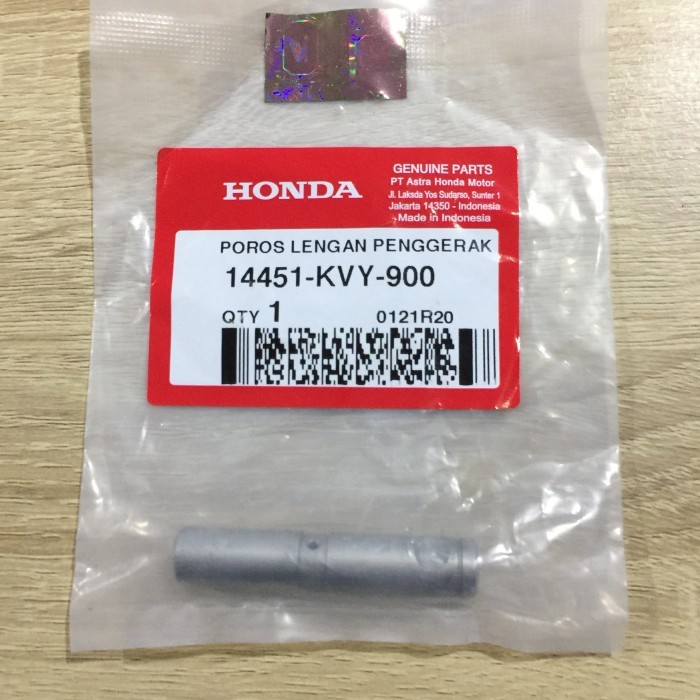 HONDA
GENUINE PARTS
PT Astra Honda Motor
Jl. Laksda Yos Sudarso, Sunter 1
Jakarta 14350 - Indonesia
Made in Indonesia
POROS LENGAN PENGGERAK
14451-KVY-900
QTY 1 0121R20